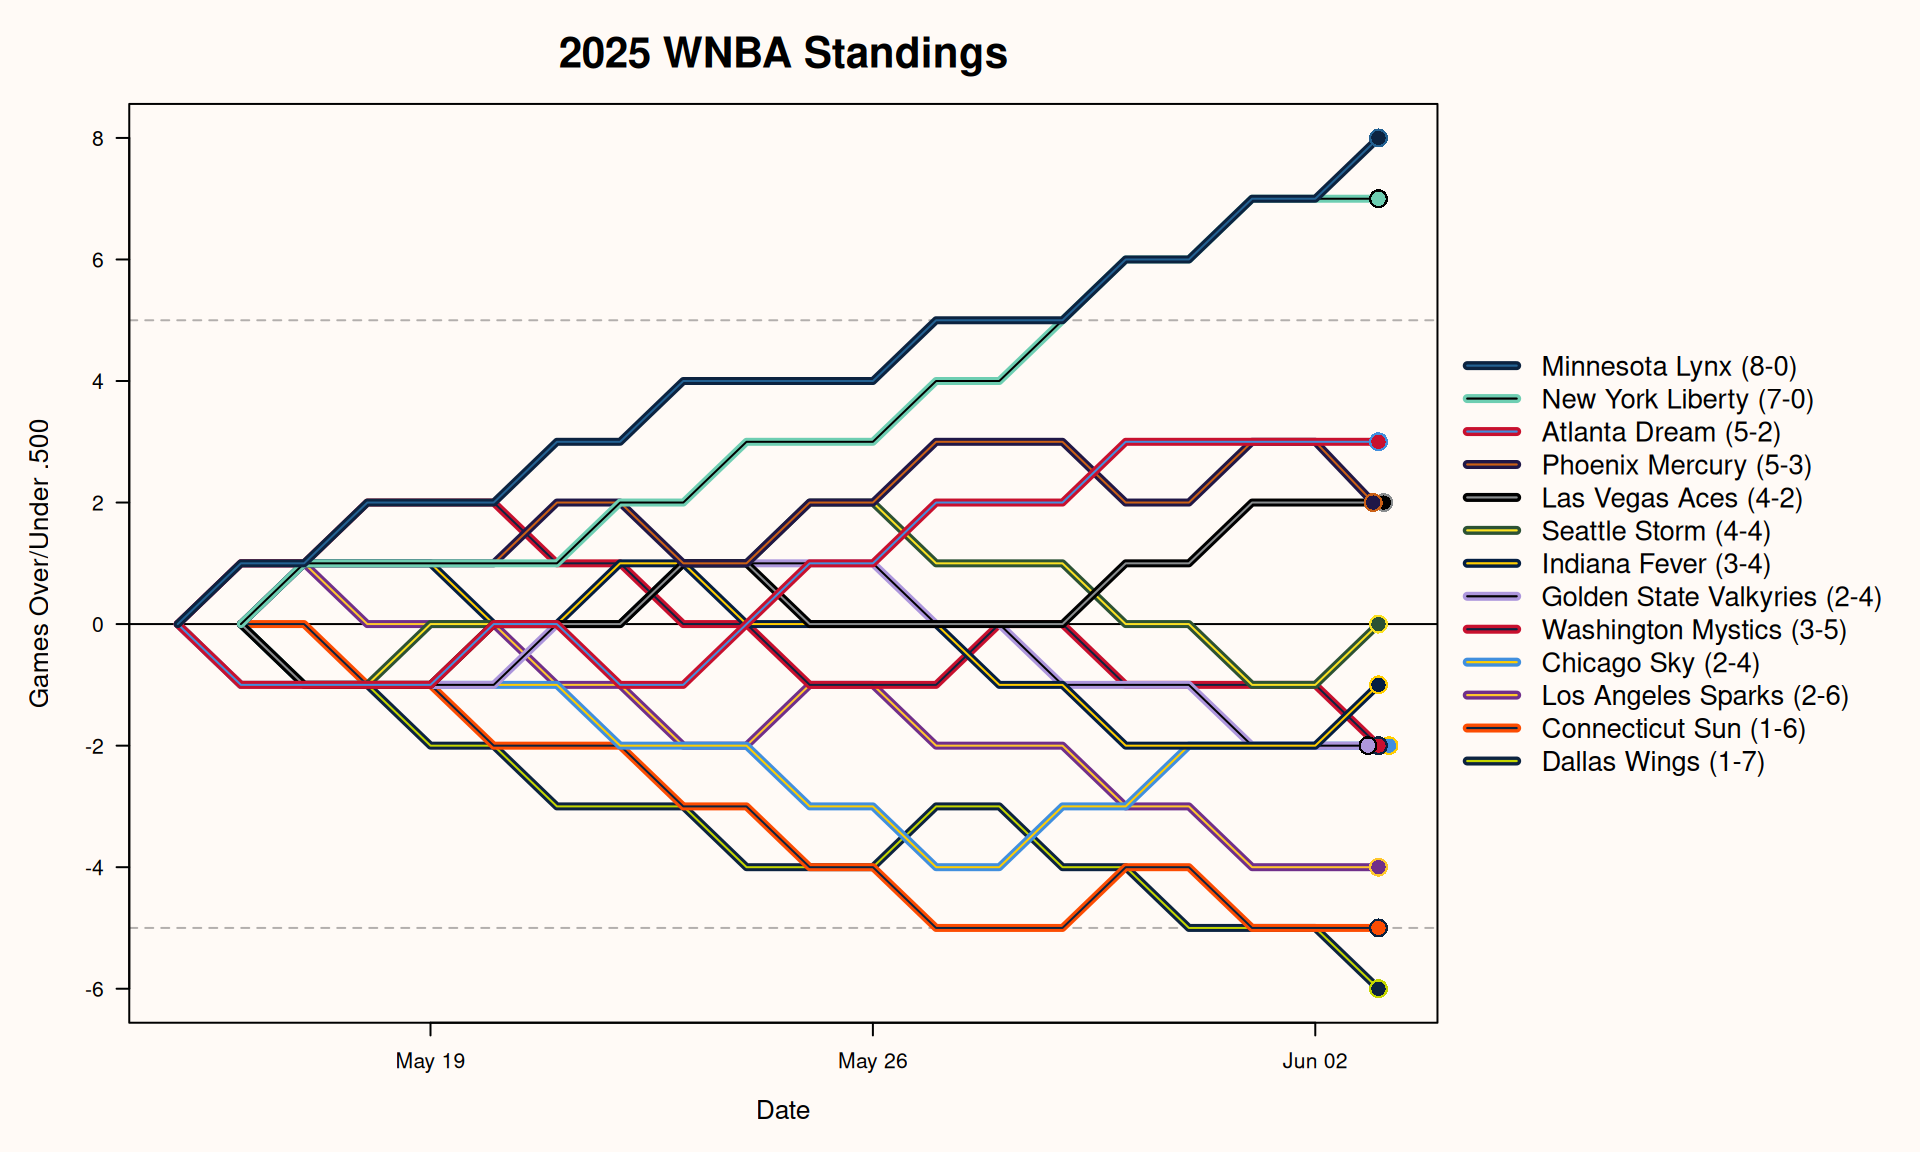 2025 WNBA Standings
Games Over/Under .500
8
6
4
2
0
-2
-4
-6
May 19
May 26
Jun 02
Date
Minnesota Lynx (8-0)
New York Liberty (7-0)
Atlanta Dream (5-2)
Phoenix Mercury (5-3)
Las Vegas Aces (4-2)
Seattle Storm (4-4)
Indiana Fever (3-4)
Golden State Valkyries (2-4)
Washington Mystics (3-5)
Chicago Sky (2-4)
Los Angeles Sparks (2-6)
Connecticut Sun (1-6)
Dallas Wings (1-7)